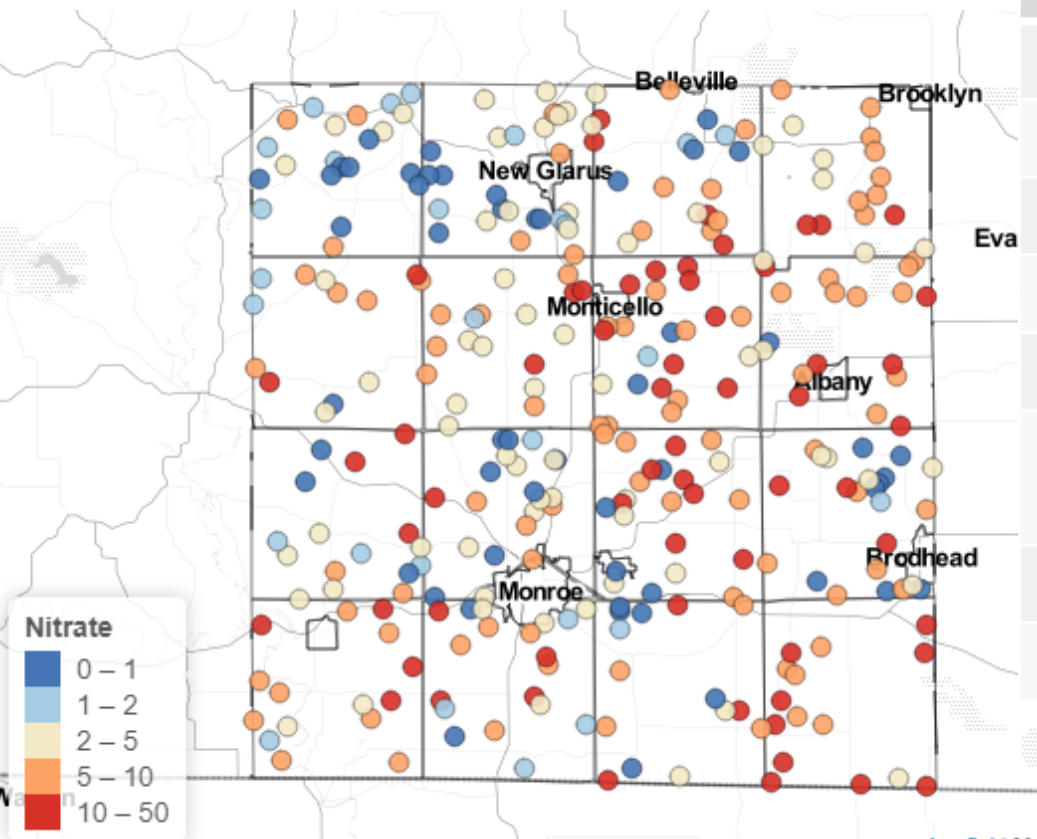 Belleville
Brooklyn
New Glarus
Eva
Monticello
Albany
Brodhead
Monroe
Nitrate
0 – 1
1 – 2
2 – 5
5 – 10
10 – 50